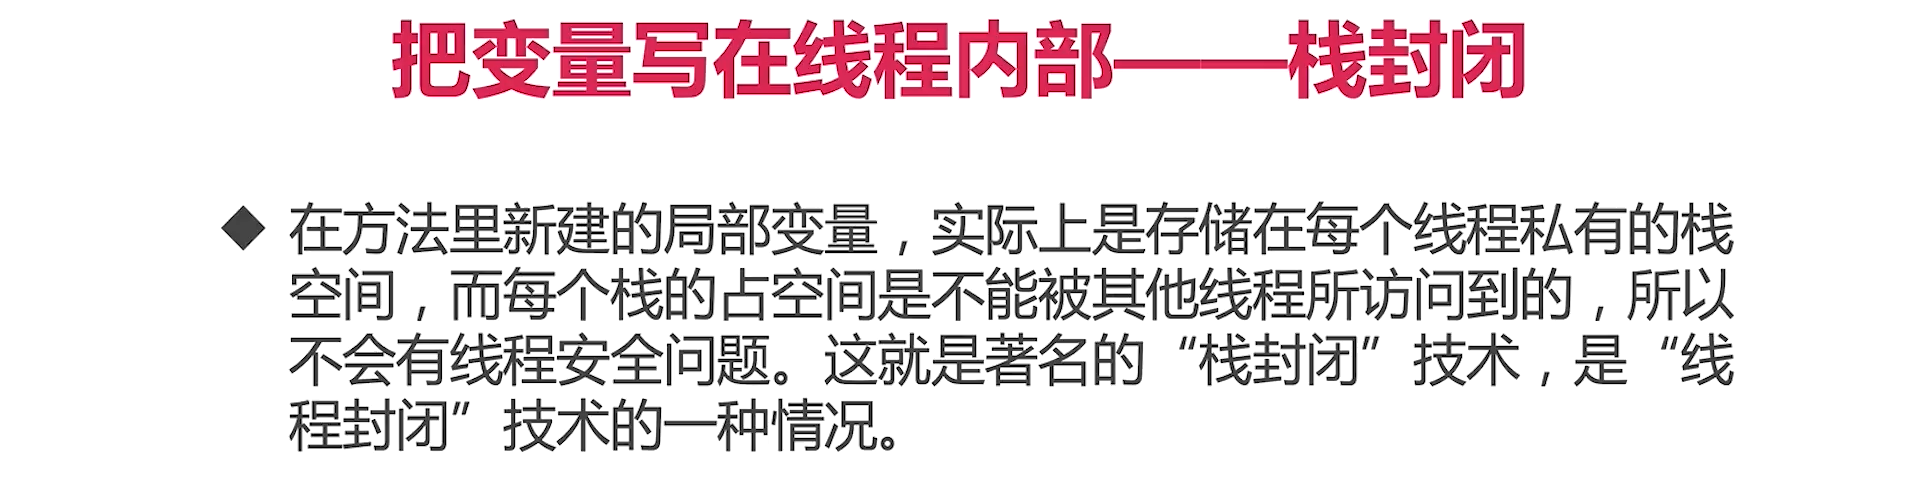 把变量写在线程内部——栈封闭
◆ 在方法里新建的局部变量，实际上是存储在每个线程私有的栈
空间，而每个栈的占空间是不能被其他线程所访问到的，所以
不会有线程安全问题。这就是著名的“栈封闭”技术，是“线
程封闭”技术的一种情况。